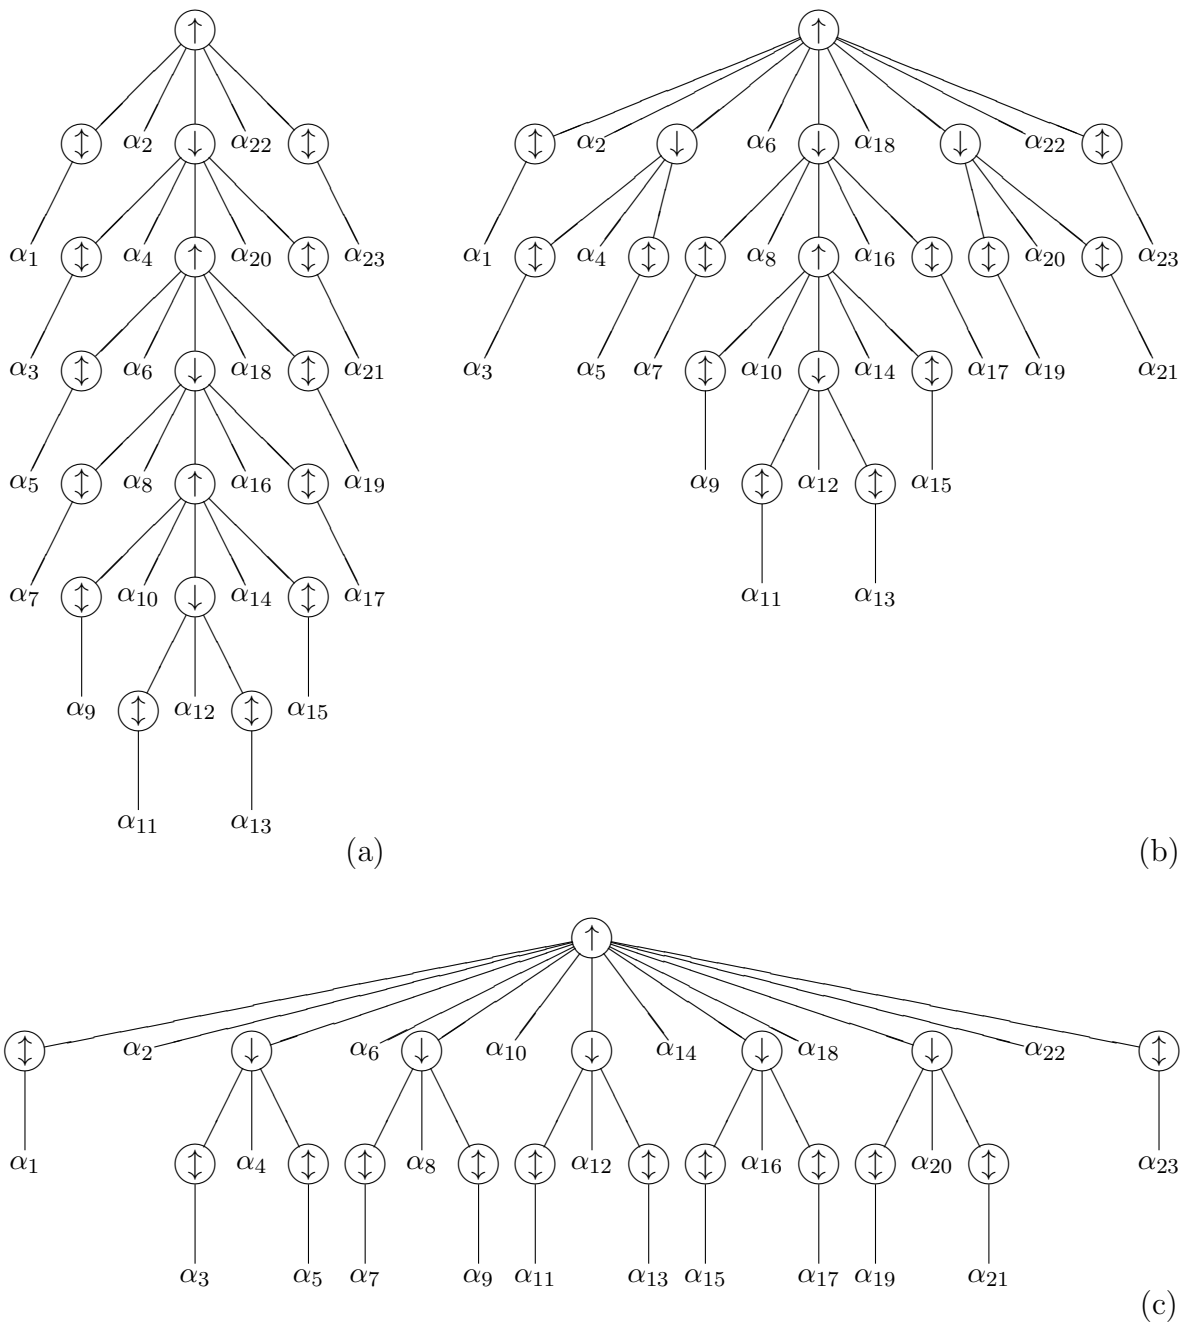 ↑
↕ α₂ ↓ α₂₂ ↕
α₁ ↕ α₄ ↑ α₂₀ ↕ α₂₃
α₃ ↕ α₆ ↓ α₁₈ ↕ α₂₁
α₅ ↕ α₈ ↑ α₁₆ ↕ α₁₉
α₇ ↕ α₁₀ ↓ α₁₄ ↕ α₁₇
α₉ ↕ α₁₂ ↕ α₁₅
α₁₁ α₁₃
(a)
↑
↕ α₂ ↓ α₆ ↓ α₁₈ ↓ α₂₂ ↕
α₁ ↕ α₄ ↕ ↕ α₈ ↑ α₁₆ ↕ ↕ α₂₀ ↕ α₂₃
α₃ α₅ α₇ ↕ α₁₀ ↓ α₁₄ ↕ α₁₇ α₁₉ α₂₁
α₉ ↕ α₁₂ ↕ α₁₅
α₁₁ α₁₃
(b)
↑
↕ α₂ ↓ α₆ ↓ α₁₀ ↓ α₁₄ ↓ α₁₈ ↓ α₂₂ ↕
α₁ ↕ α₄ ↕ ↕ α₈ ↕ ↕ α₁₂ ↕ ↕ α₁₆ ↕ ↕ α₂₀ ↕ α₂₃
α₃ α₅ α₇ α₉ α₁₁ α₁₃ α₁₅ α₁₇ α₁₉ α₂₁
(c)